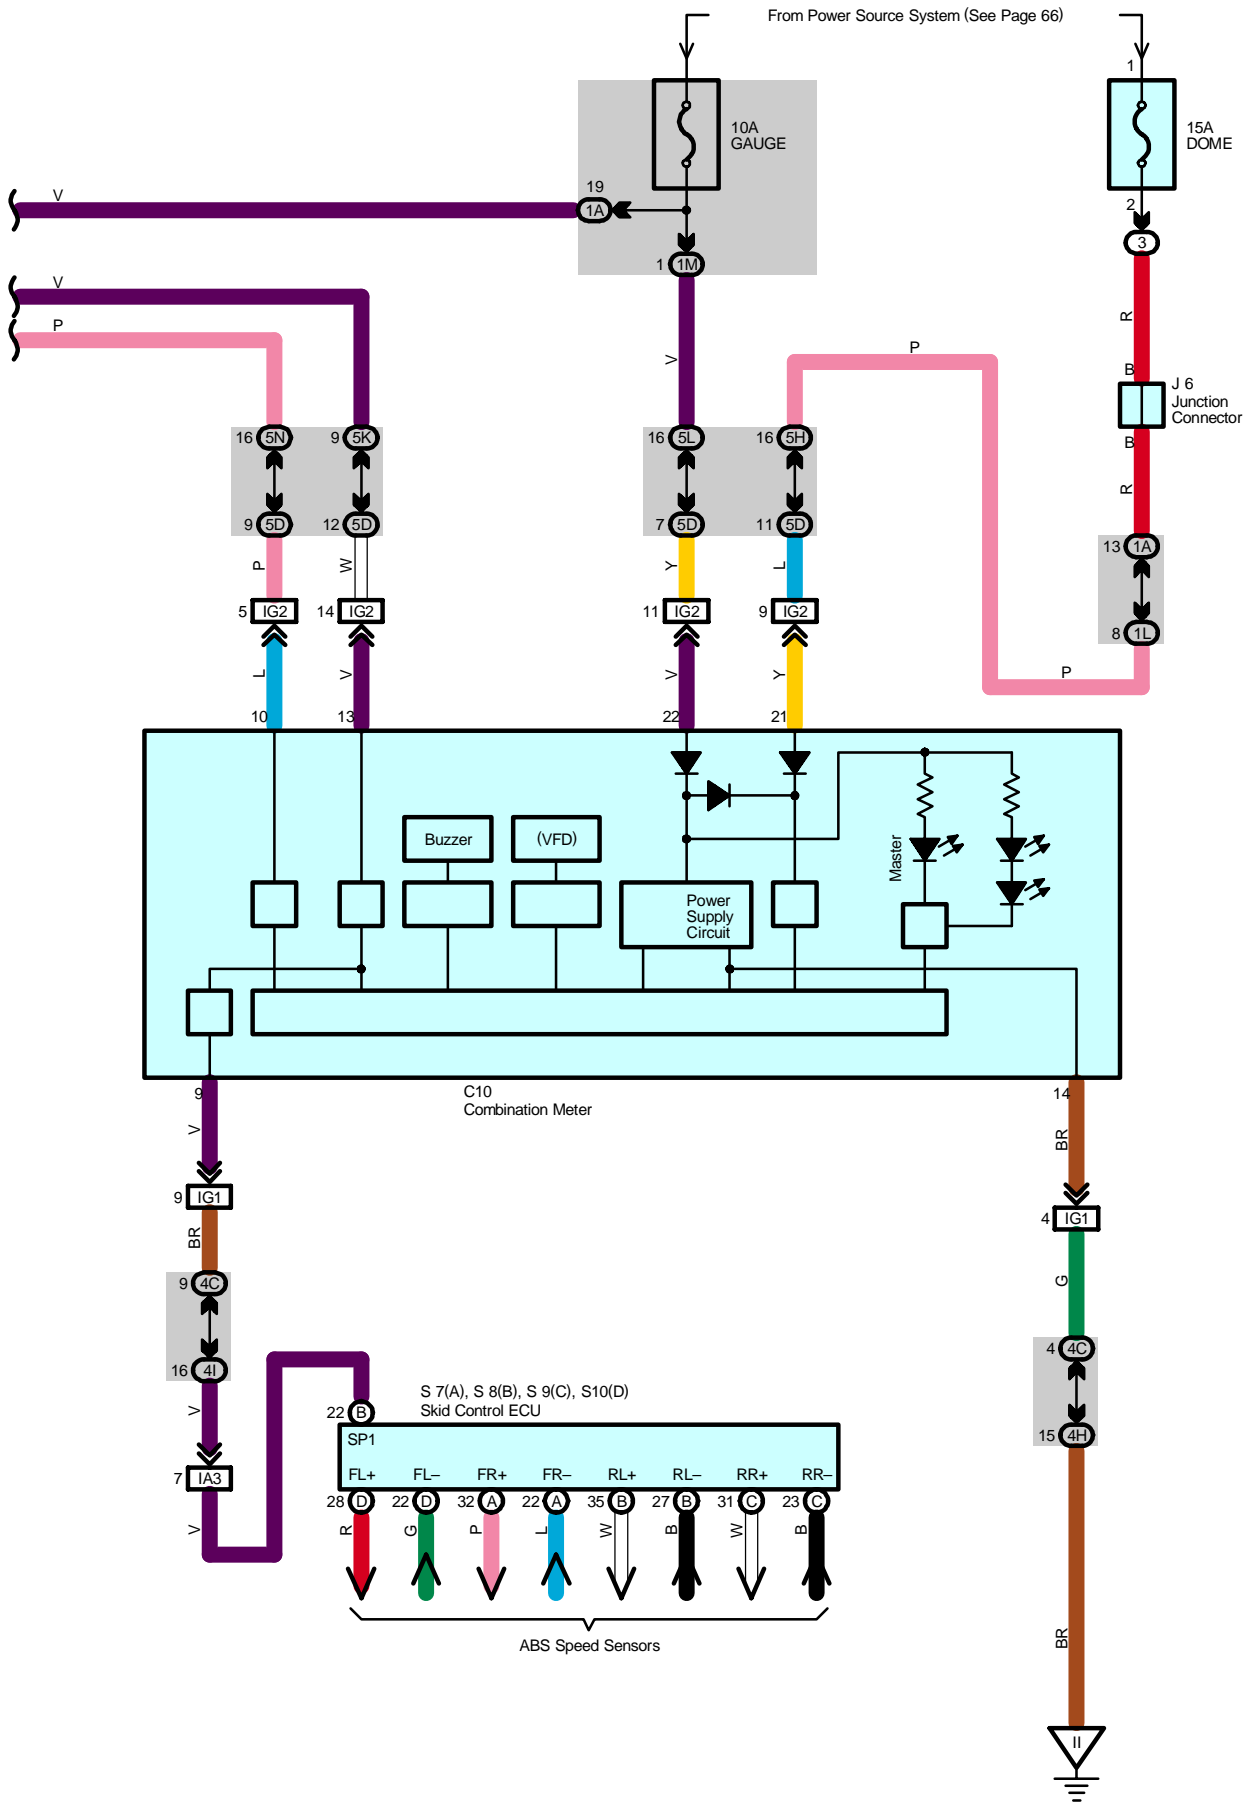 From Power Source System (See Page 66)
1
10A
GAUGE
15A
DOME
19
1A
V
2
3
1 1M
V
P
R
V
P
B
J 6
Junction
Connector
B
16 5N
9 5K
16 5L
16 5H
R
9 5D
12 5D
7 5D
11 5D
13 1A
P
W
Y
L
5 IG2
14 IG2
11 IG2
9 IG2
8 1L
L
V
V
Y
P
10
13
22
21
Buzzer
(VFD)
Master
Power
Supply
Circuit
9
C10
Combination Meter
14
V
BR
9 IG1
4 IG1
BR
G
9 4C
4 4C
16 4I
V
S 7(A), S 8(B), S 9(C), S10(D)
Skid Control ECU
22 B
15 4H
SP1
7 IA3
FL+ FL– FR+ FR– RL+ RL– RR+ RR–
28 D 22 D 32 A 22 A 35 B 27 B 31 C 23 C
V
R G P L W B W B
ABS Speed Sensors
BR
II